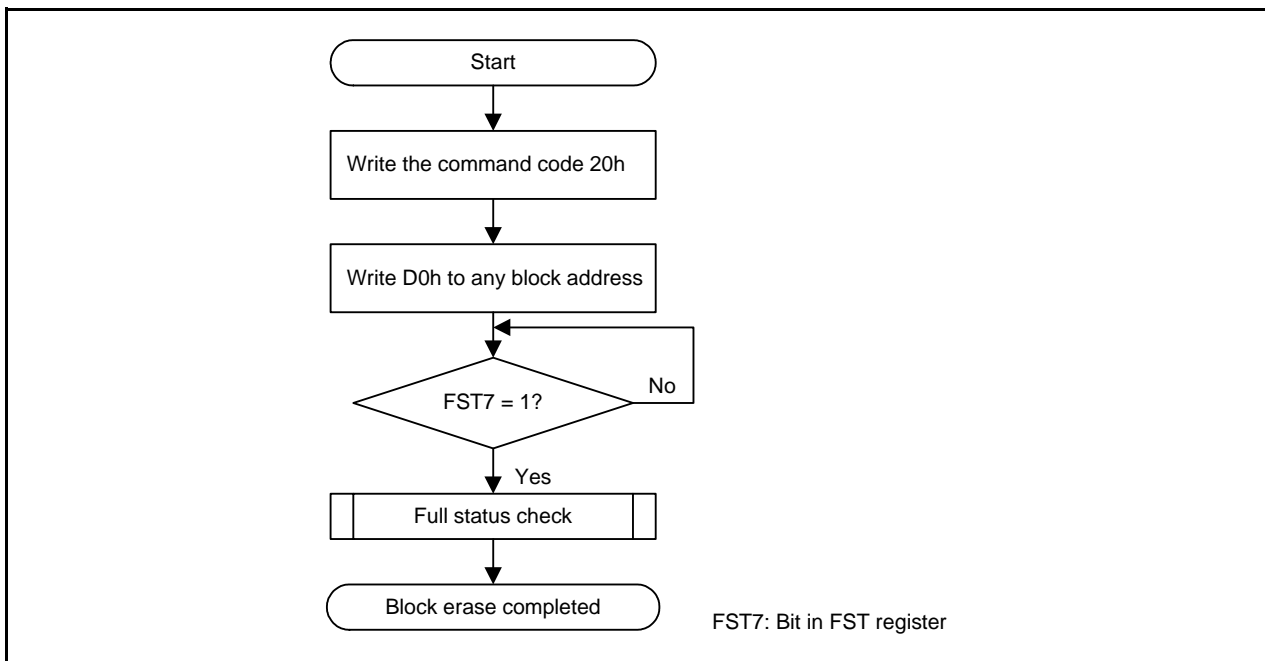 Start
Write the command code 20h
Write D0h to any block address
FST7 = 1?
No
Yes
Full status check
Block erase completed
FST7: Bit in FST register